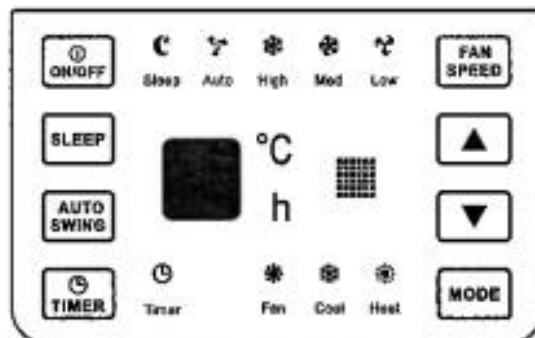 ON/OFF
Sleep Auto High Med Low
FAN
SPEED
SLEEP
°C
h
AUTO
SWING
TIMER
Timer
Fan Cool Heat
MODE